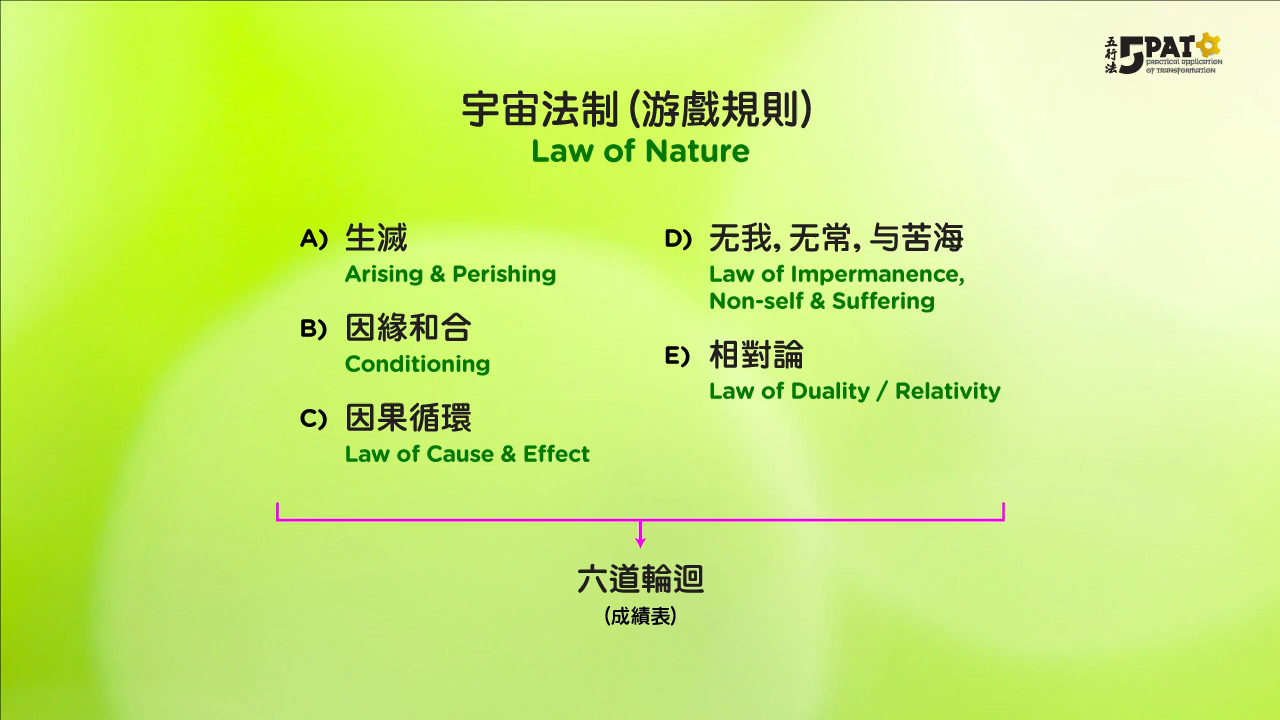 五行法 5PATO
PRACTICAL APPLICATION
OF TRANSFORMATION
宇宙法制 (游戲規則)
Law of Nature
A) 生滅
Arising & Perishing
B) 因緣和合
Conditioning
C) 因果循環
Law of Cause & Effect
D) 无我, 无常, 与苦海
Law of Impermanence,
Non-self & Suffering
E) 相對論
Law of Duality / Relativity
六道輪迴
(成績表)